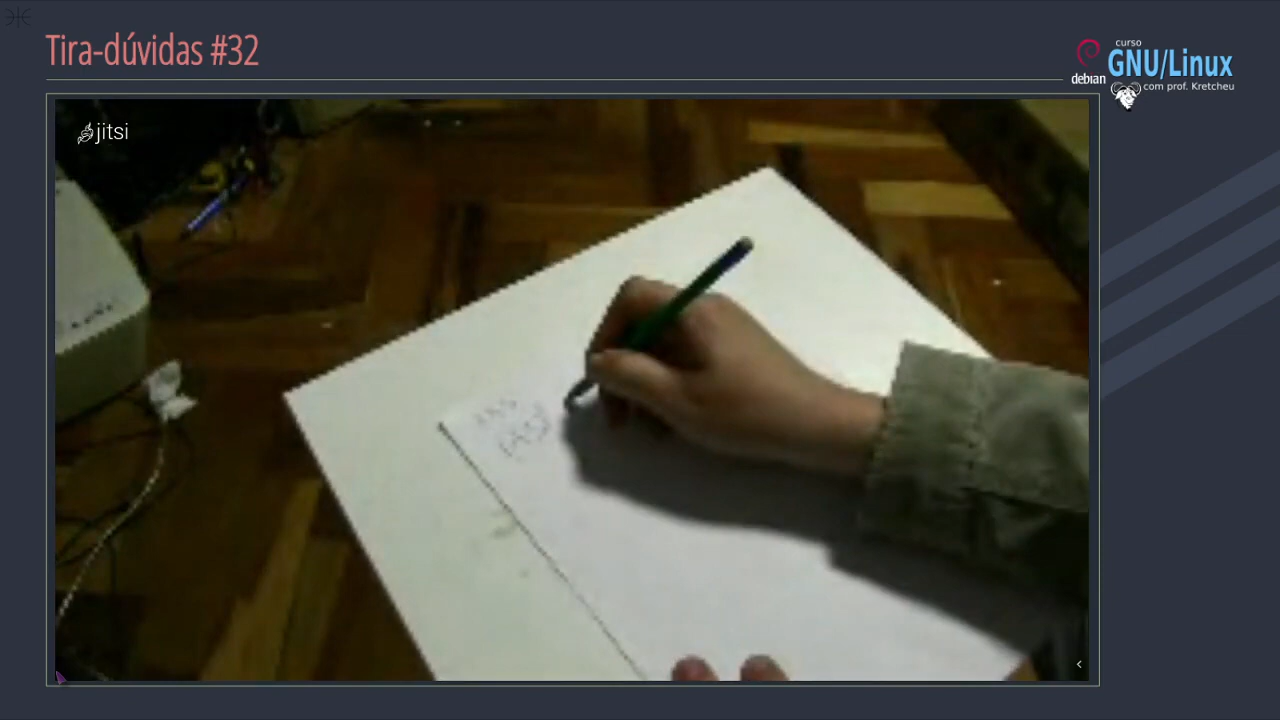 Tira-dúvidas #32
curso
GNU/Linux
debian
com prof. Kretcheu
jitsi